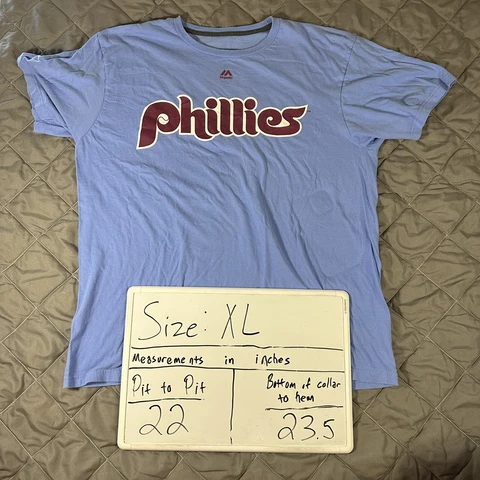 Phillies
Size: XL
Measurements in inches
Pit to Pit
22
Bottom of collar
to hem
23.5